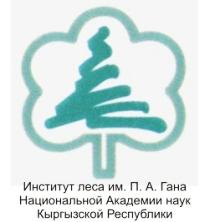 Институт леса им. П. А. Гана
Национальной Академии наук
Кыргызской Республики